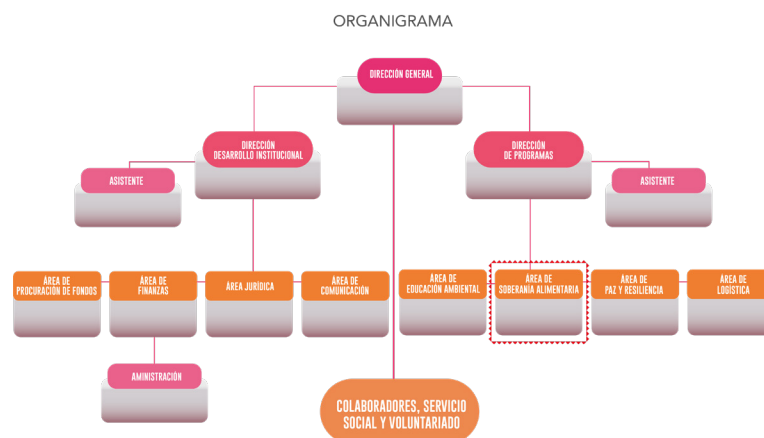 ORGANIGRAMA
DIRECCIÓN GENERAL
DIRECCIÓN
DESARROLLO INSTITUCIONAL
DIRECCIÓN
DE PROGRAMAS
ASISTENTE
ASISTENTE
ÁREA DE
PROCURACIÓN DE FONDOS
ÁREA DE
FINANZAS
ÁREA JURÍDICA
ÁREA DE
COMUNICACIÓN
ÁREA DE
EDUCACIÓN AMBIENTAL
ÁREA DE
SOBERANÍA ALIMENTARIA
ÁREA DE
PAZ Y RESILIENCIA
ÁREA DE
LOGÍSTICA
AMINISTRACIÓN
COLABORADORES, SERVICIO
SOCIAL Y VOLUNTARIADO